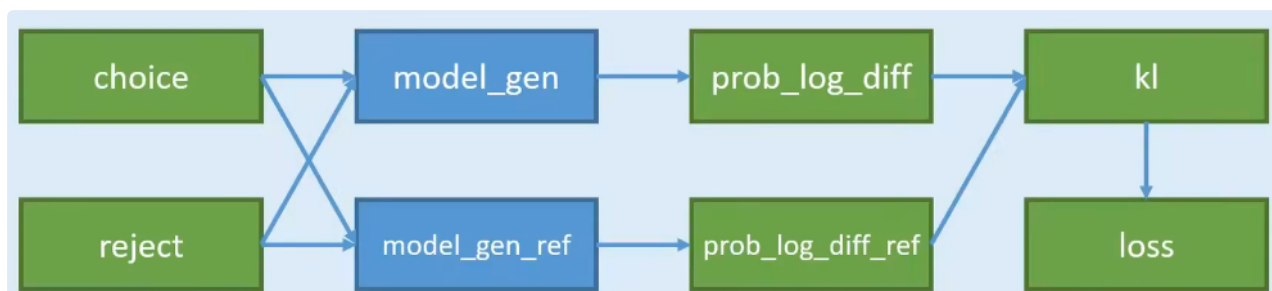 choice
model_gen
prob_log_diff
kl
reject
model_gen_ref
prob_log_diff_ref
loss